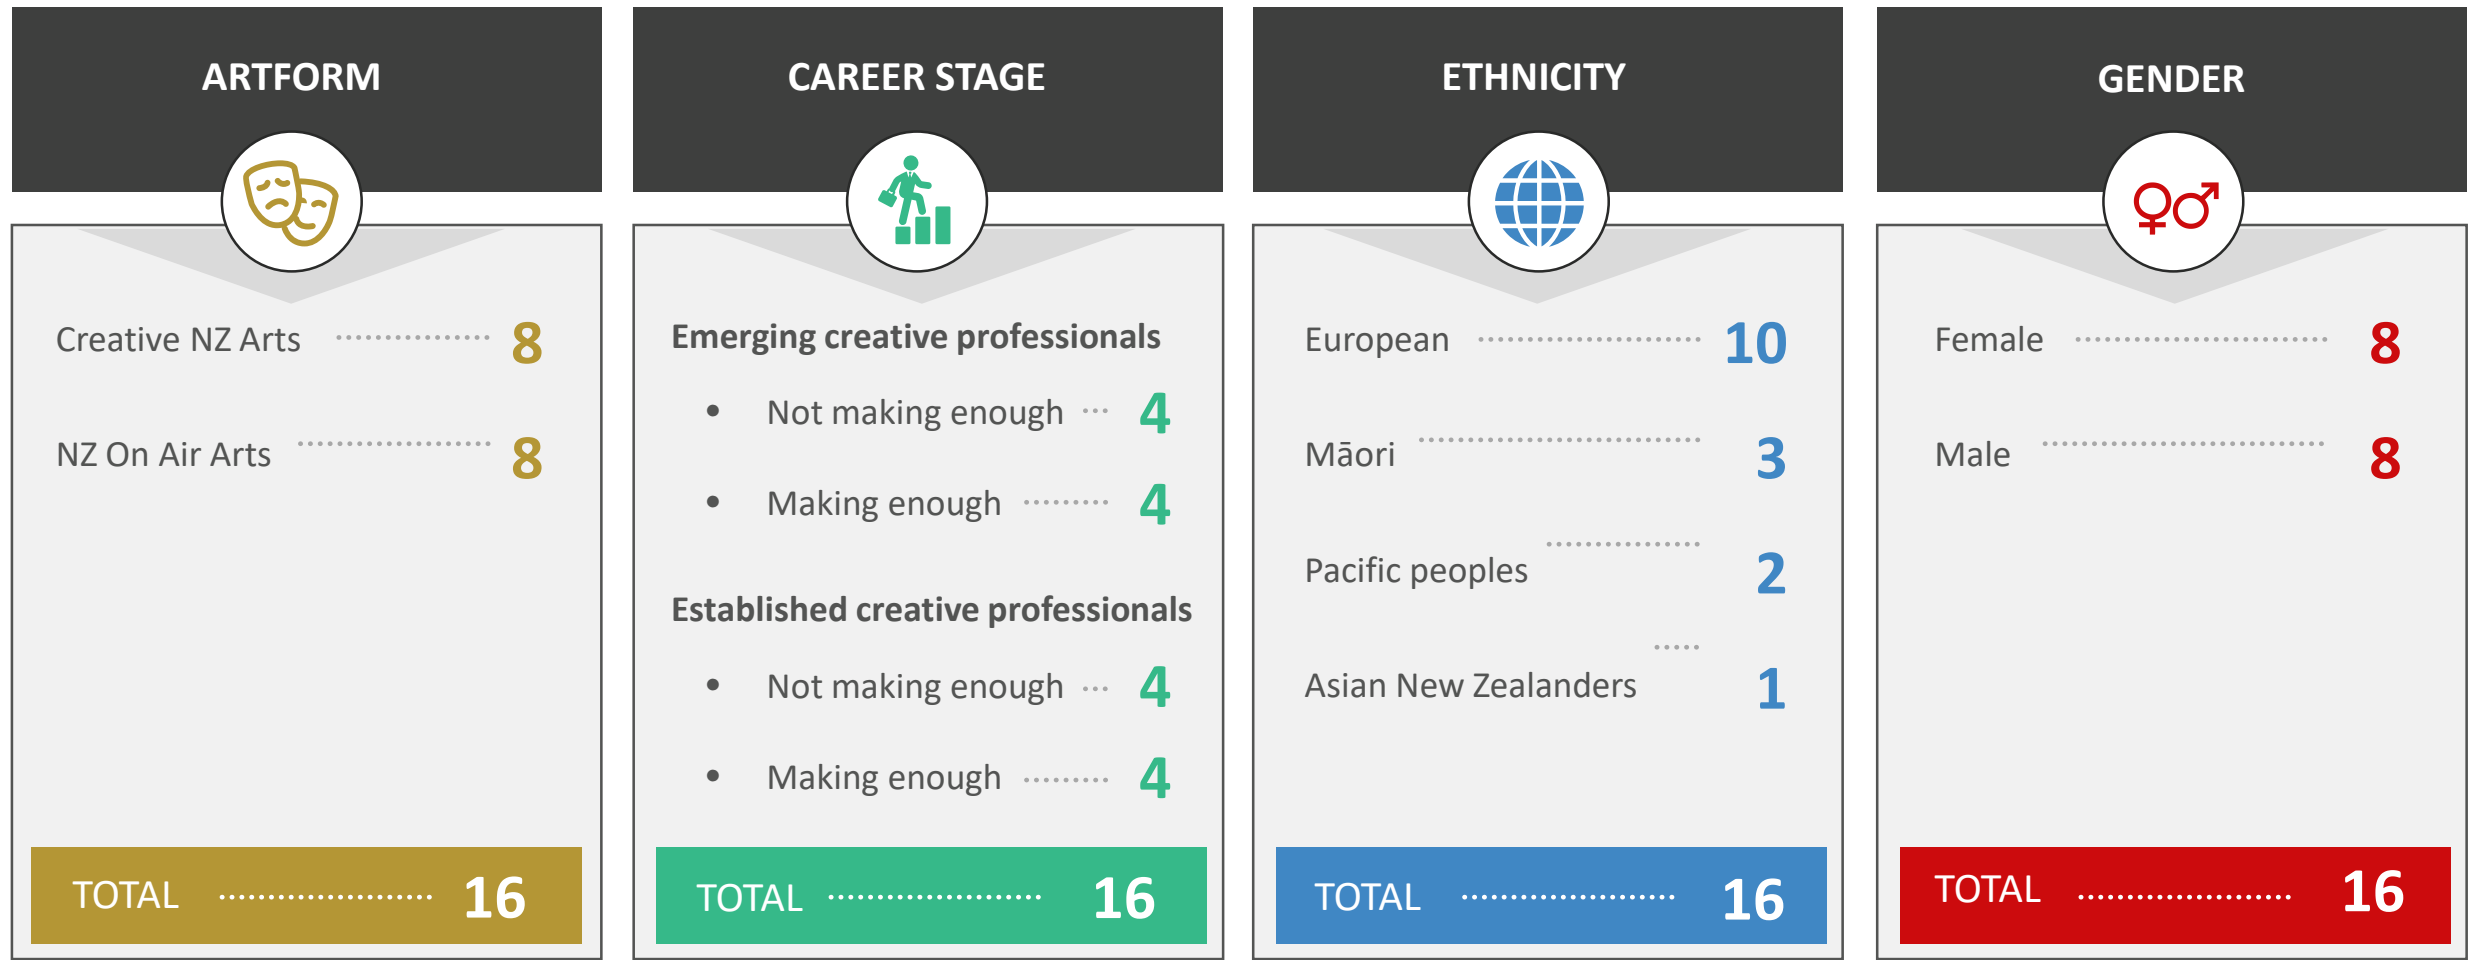 ARTFORM
Creative NZ Arts 8
NZ On Air Arts 8
TOTAL 16
CAREER STAGE
Emerging creative professionals
• Not making enough 4
• Making enough 4
Established creative professionals
• Not making enough 4
• Making enough 4
TOTAL 16
ETHNICITY
European 10
Māori 3
Pacific peoples 2
Asian New Zealanders 1
TOTAL 16
GENDER
Female 8
Male 8
TOTAL 16